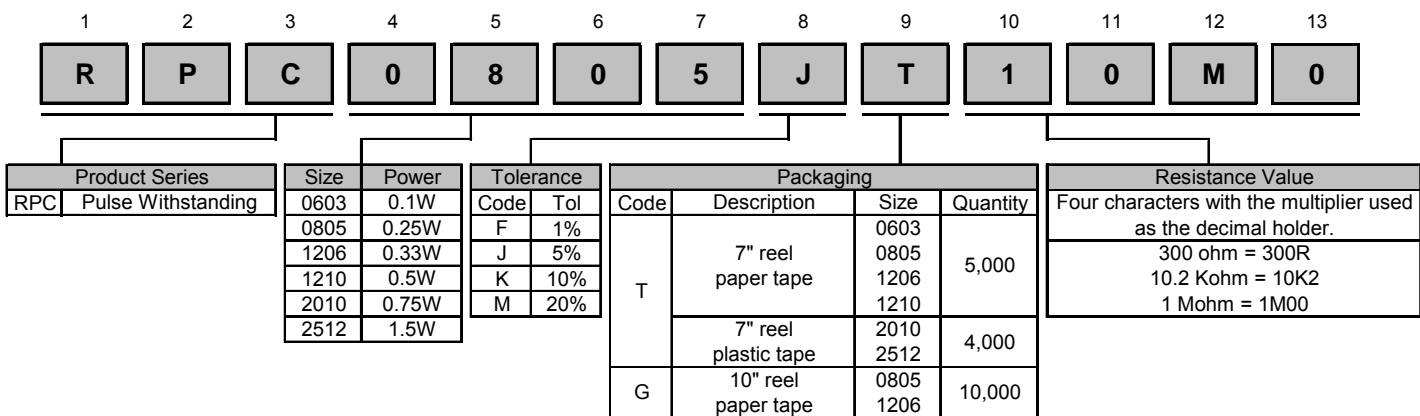 1 2 3 4 5 6 7 8 9 10 11 12 13
R P C 0 8 0 5 J T 1 0 M 0
Product Series
RPC Pulse Withstanding
Size Power
0603 0.1W
0805 0.25W
1206 0.33W
1210 0.5W
2010 0.75W
2512 1.5W
Tolerance
Code Tol
F 1%
J 5%
K 10%
M 20%
Packaging
Code Description Size Quantity
T
7" reel
paper tape
0603
0805
1206
1210
5,000
7" reel
plastic tape
2010
2512
4,000
G
10" reel
paper tape
0805
1206
10,000
Resistance Value
Four characters with the multiplier used
as the decimal holder.
300 ohm = 300R
10.2 Kohm = 10K2
1 Mohm = 1M00